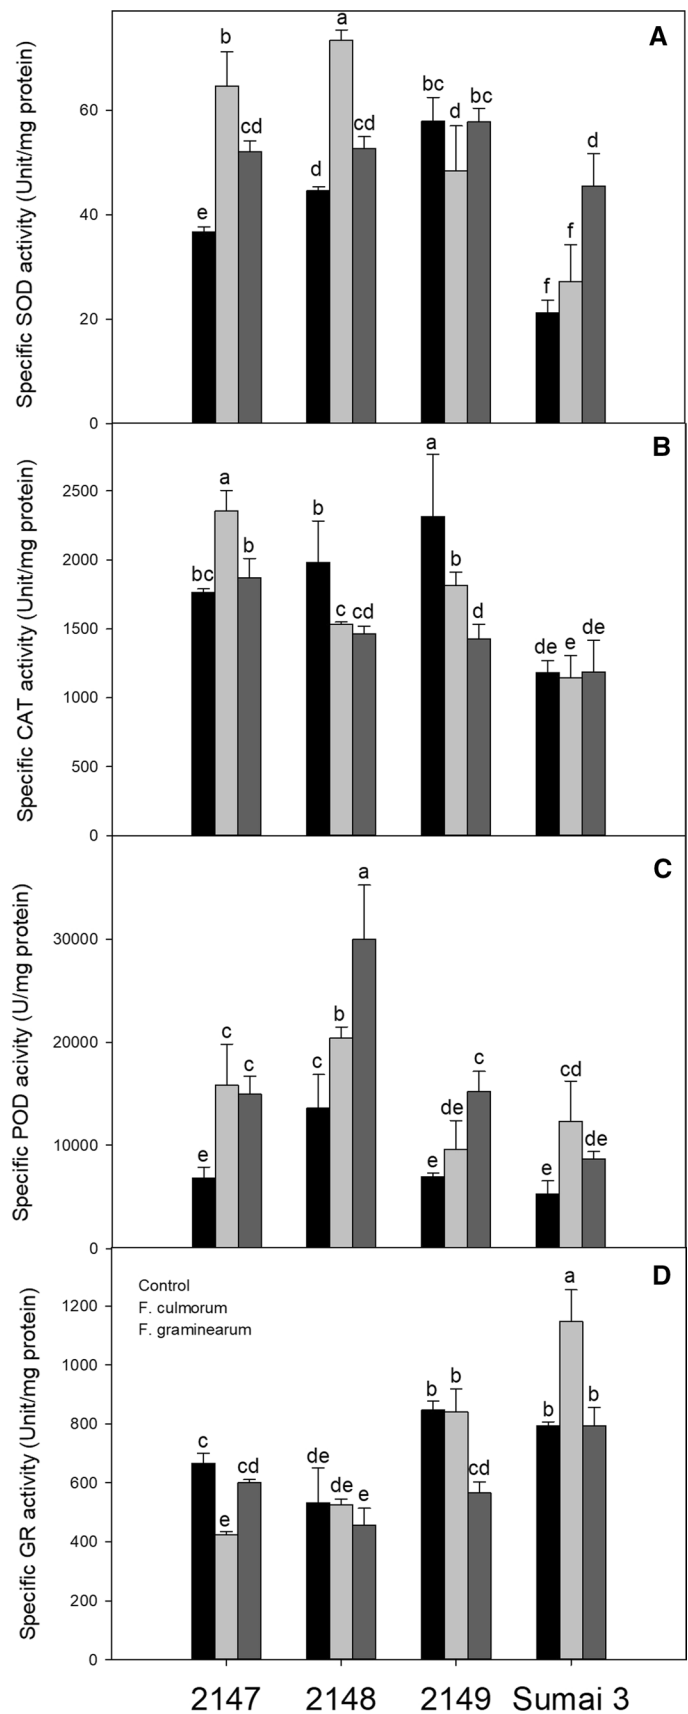 A
Specific SOD activity (Unit/mg protein)
60
40
20
0
b
a
e
cd
d
cd
bc
d
bc
f
f
d
B
Specific CAT activity (Unit/mg protein)
2500
2000
1500
1000
500
0
bc
a
b
b
c
cd
a
b
d
de
e
de
C
Specific POD acivity (U/mg protein)
30000
20000
10000
0
e
c
c
c
b
a
e
de
c
e
cd
de
D
Specific GR activity (Unit/mg protein)
Control
F. culmorum
F. graminearum
1200
1000
800
600
400
200
0
c
e
cd
de
de
e
b
b
cd
b
a
b
2147 2148 2149 Sumai 3